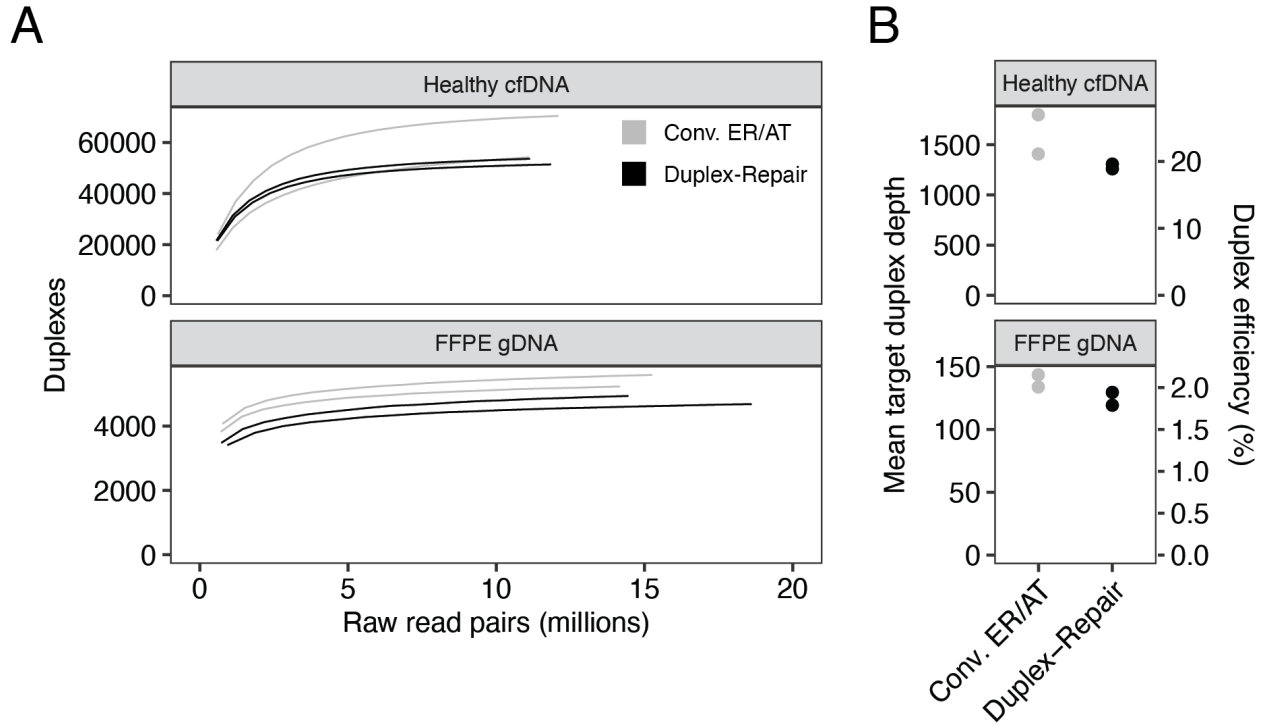 A
Healthy cfDNA
Conv. ER/AT
Duplex-Repair
60000
40000
20000
0
FFPE gDNA
4000
2000
0
Duplexes
0 5 10 15 20
Raw read pairs (millions)
B
Healthy cfDNA
1500
1000
500
0
20
10
0
FFPE gDNA
150
100
50
0
2.0
1.5
1.0
0.5
0.0
Mean target duplex depth
Duplex efficiency (%)
Conv. ER/AT
Duplex−Repair